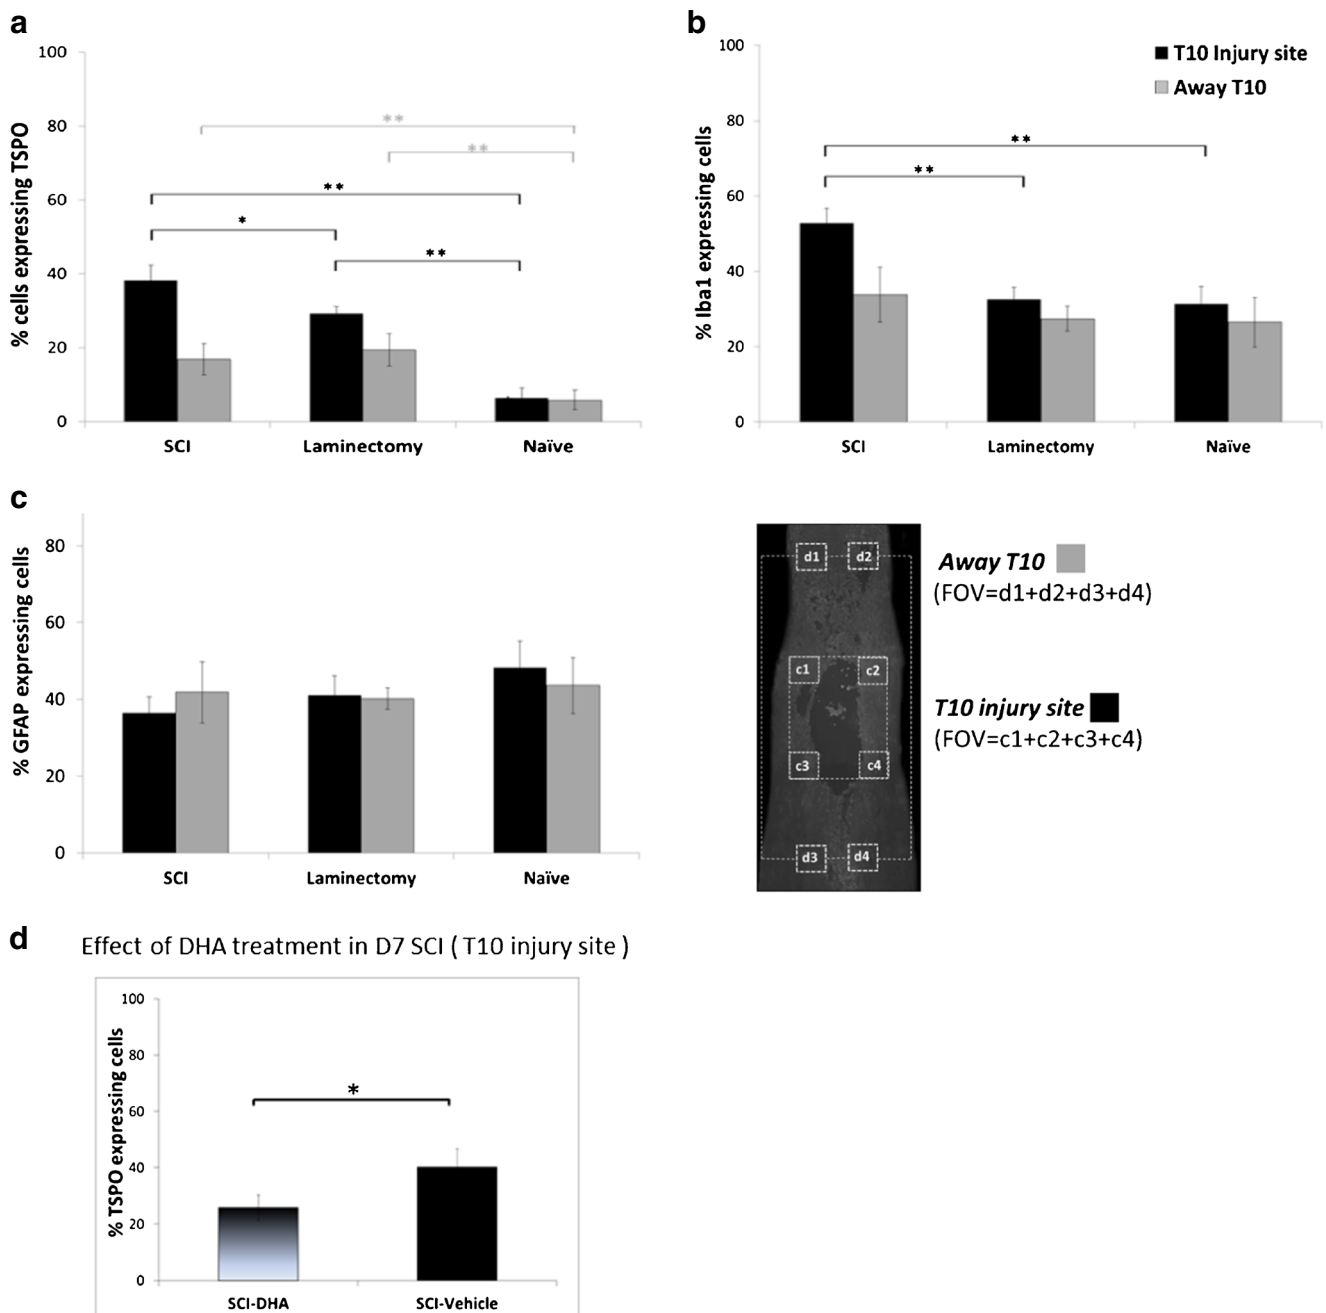 a
% cells expressing TSPO
100
80
60
40
20
0
**
**
**
*
**
SCI Laminectomy Naïve
b
% Iba1 expressing cells
100
80
60
40
20
0
T10 Injury site
Away T10
**
**
SCI Laminectomy Naïve
c
% GFAP expressing cells
80
60
40
20
0
SCI Laminectomy Naïve
d1 d2
c1 c2
c3 c4
d3 d4
Away T10
(FOV=d1+d2+d3+d4)
T10 injury site
(FOV=c1+c2+c3+c4)
d
Effect of DHA treatment in D7 SCI ( T10 injury site )
% TSPO expressing cells
100
80
60
40
20
0
*
SCI-DHA SCI-Vehicle